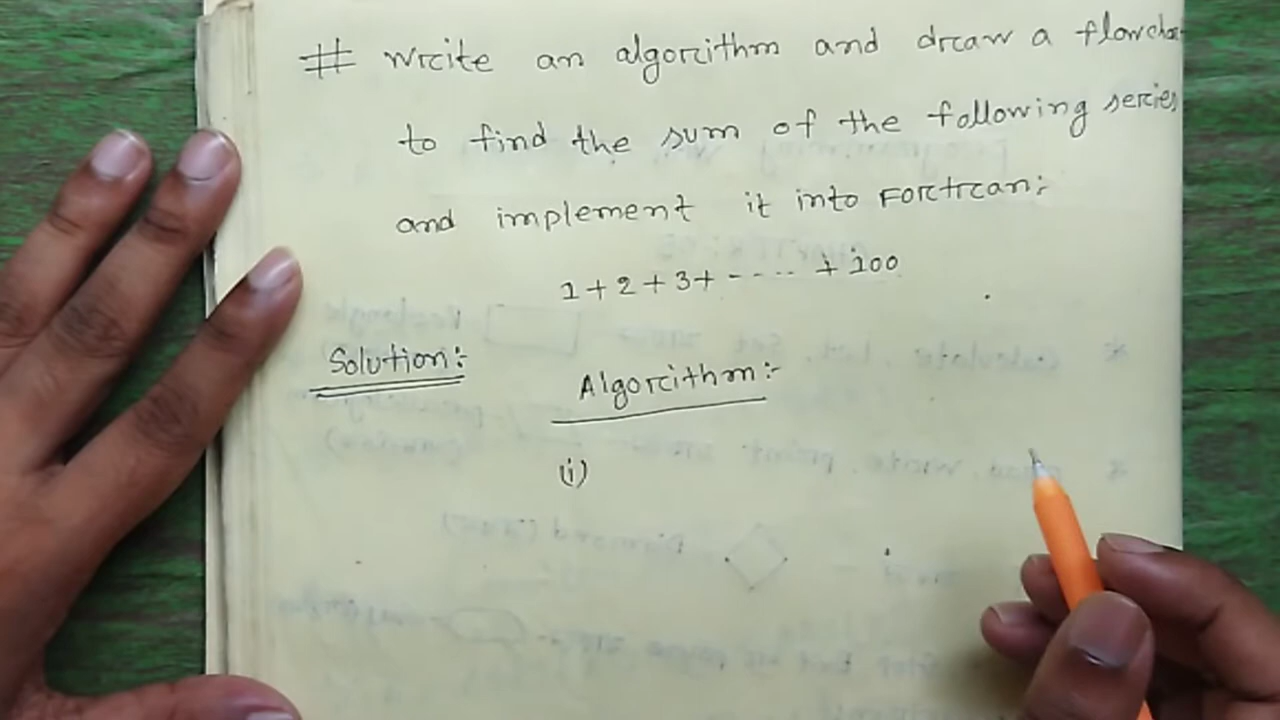 # Write an algorithm and draw a flowchar
to find the sum of the following series
and implement it into Fortran:
1+2+3+ ---- + 100
Solution:-
Algorithm:-
(i)